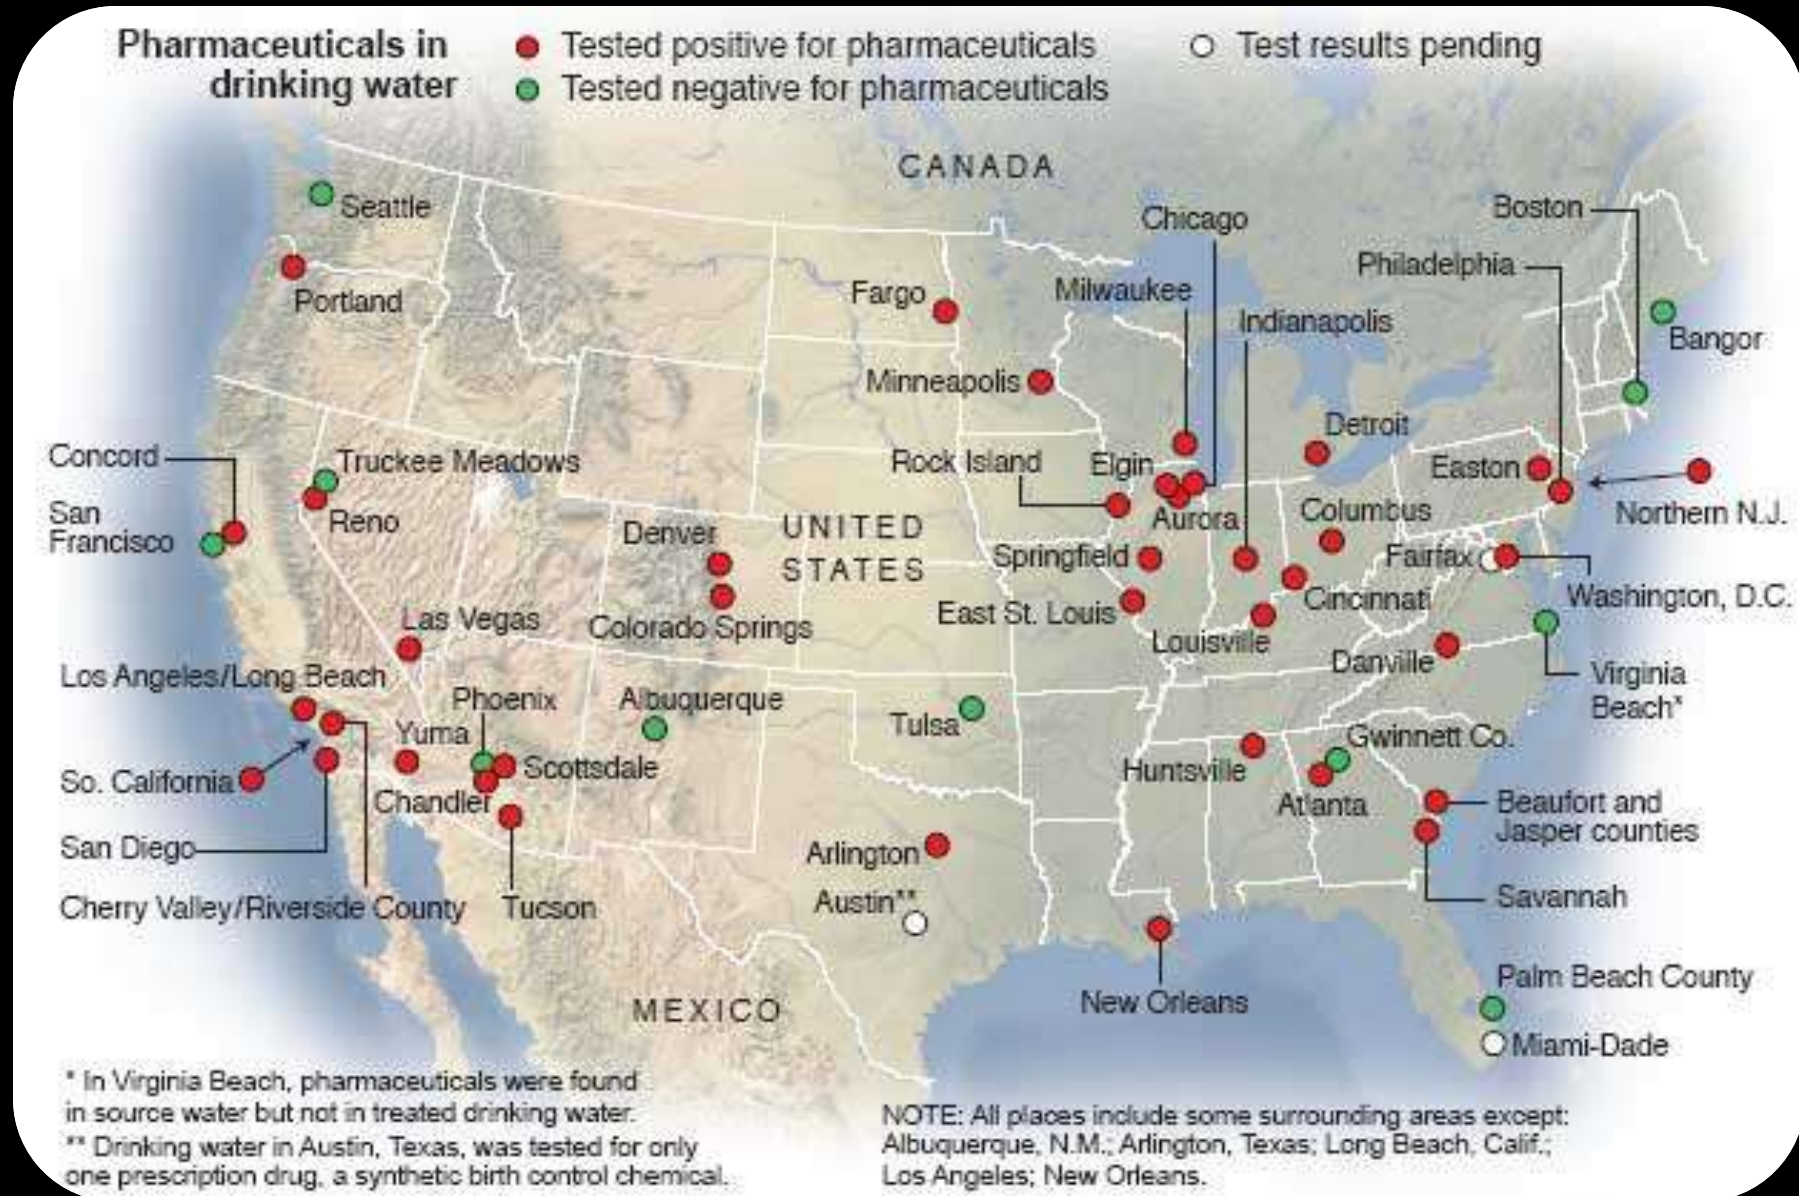 Pharmaceuticals in
drinking water
Tested positive for pharmaceuticals
Tested negative for pharmaceuticals
Test results pending
CANADA
Seattle
Portland
Chicago
Boston
Philadelphia
Fargo
Milwaukee
Indianapolis
Bangor
Minneapolis
Detroit
Concord
Truckee Meadows
Rock Island
Elgin
Easton
San
Francisco
Reno
Denver
UNITED
STATES
Aurora
Columbus
Northern N.J.
Springfield
Fairfax
Washington, D.C.
Las Vegas
Colorado Springs
East St. Louis
Cincinnati
Louisville
Danville
Virginia
Beach*
Los Angeles/Long Beach
Phoenix
Albuquerque
Yuma
Tulsa
Gwinnett Co.
So. California
Scottsdale
Huntsville
Chandler
Atlanta
Beaufort and
Jasper counties
San Diego
Arlington
Austin**
Savannah
Cherry Valley/Riverside County
Tucson
New Orleans
Palm Beach County
MEXICO
Miami-Dade
* In Virginia Beach, pharmaceuticals were found
in source water but not in treated drinking water.
** Drinking water in Austin, Texas, was tested for only
one prescription drug, a synthetic birth control chemical.
NOTE: All places include some surrounding areas except:
Albuquerque, N.M.; Arlington, Texas; Long Beach, Calif.;
Los Angeles; New Orleans.